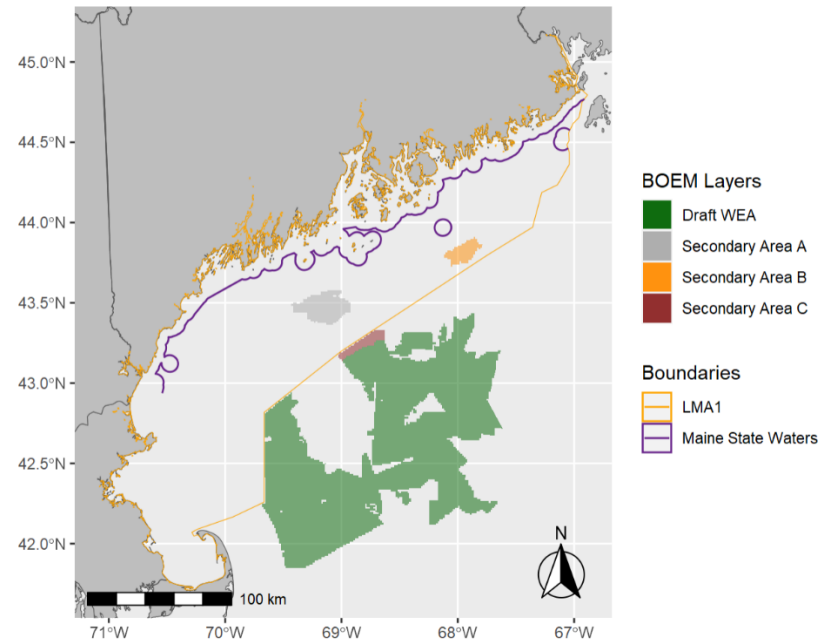 45.0°N
44.5°N
44.0°N
43.5°N
43.0°N
42.5°N
42.0°N
71°W
70°W
69°W
68°W
67°W
100 km
N
BOEM Layers
Draft WEA
Secondary Area A
Secondary Area B
Secondary Area C
Boundaries
LMA1
Maine State Waters